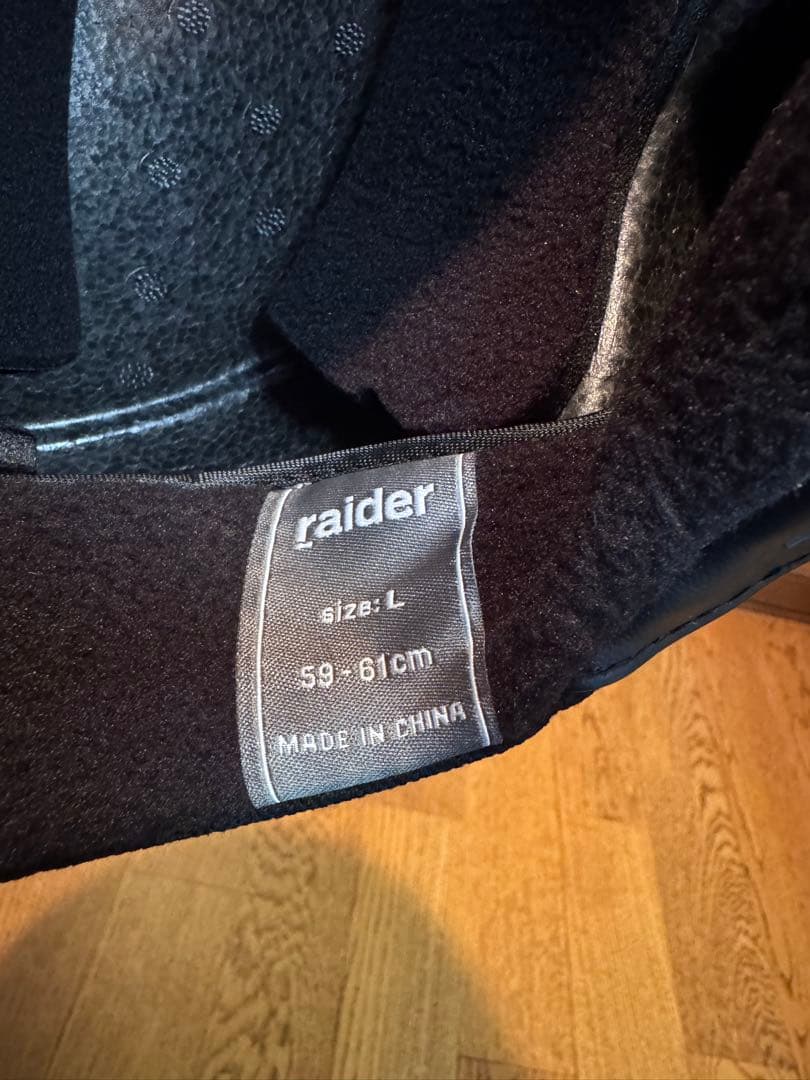 raider
size: L
59-61cm
MADE IN CHINA